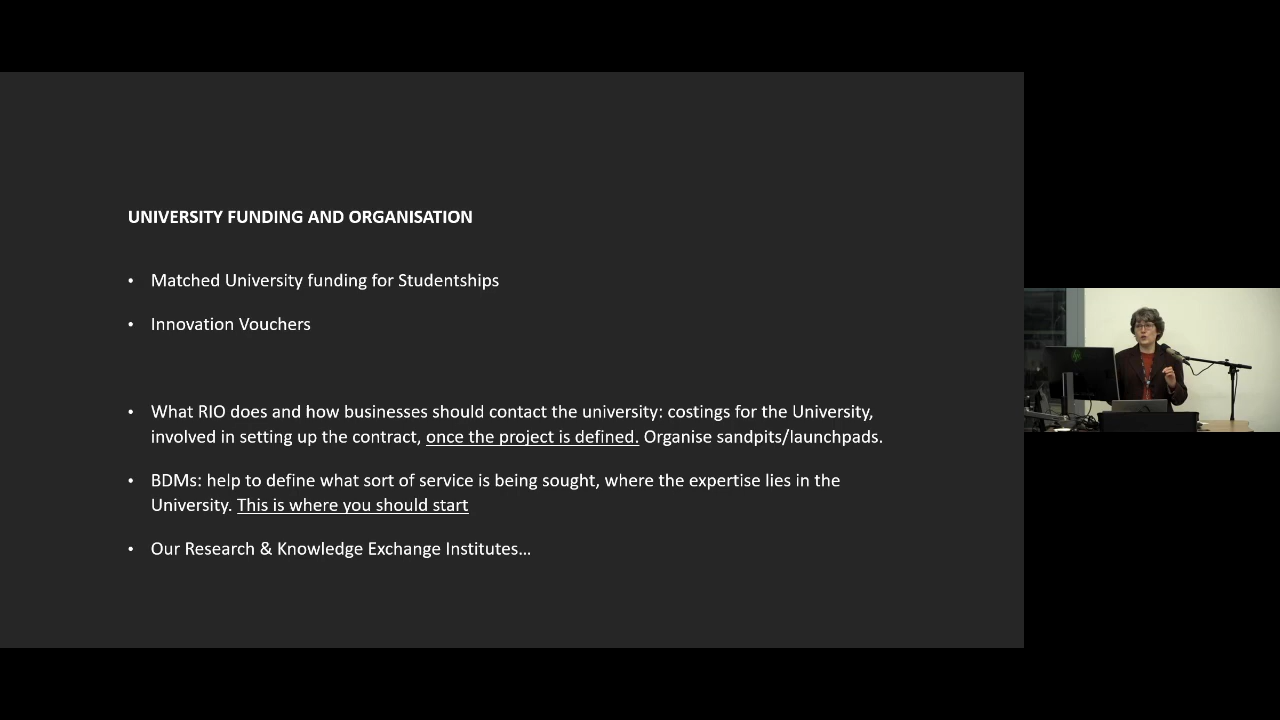 UNIVERSITY FUNDING AND ORGANISATION
• Matched University funding for Studentships
• Innovation Vouchers
• What RIO does and how businesses should contact the university: costings for the University,
involved in setting up the contract, once the project is defined. Organise sandpits/launchpads.
• BDMs: help to define what sort of service is being sought, where the expertise lies in the
University. This is where you should start
• Our Research & Knowledge Exchange Institutes…